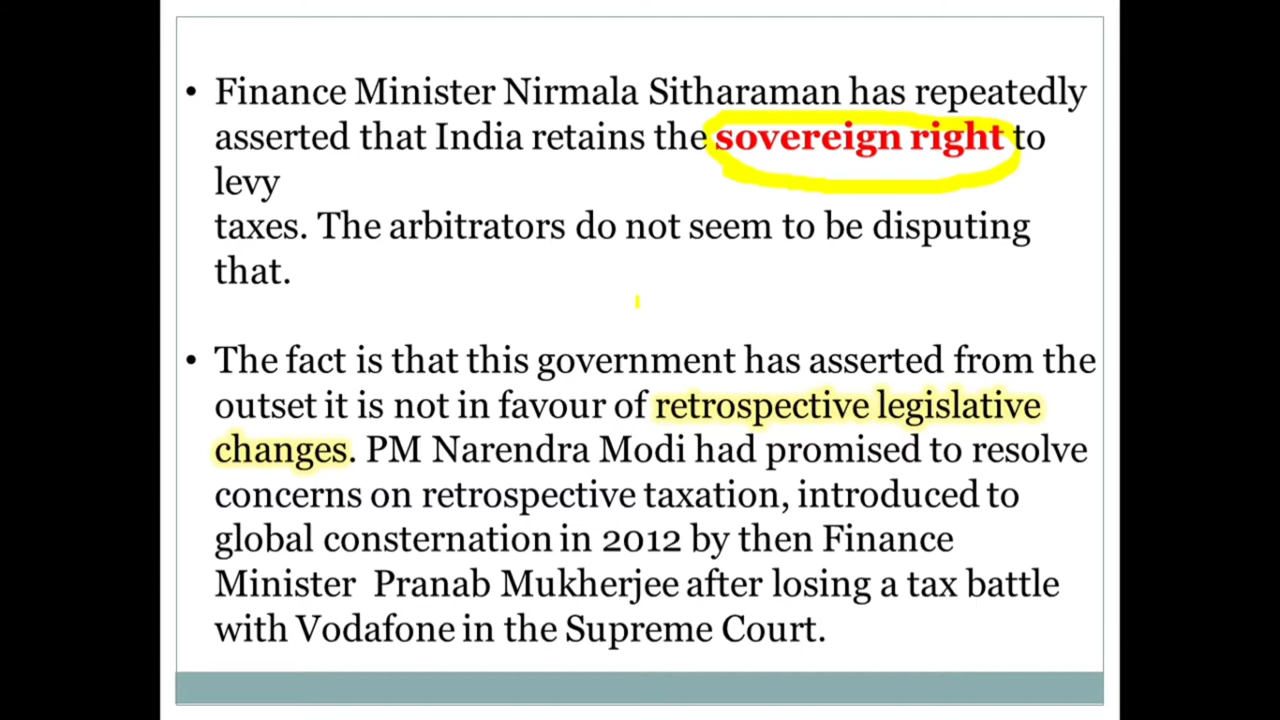 • Finance Minister Nirmala Sitharaman has repeatedly
asserted that India retains the sovereign right to
levy
taxes. The arbitrators do not seem to be disputing
that.
• The fact is that this government has asserted from the
outset it is not in favour of retrospective legislative
changes. PM Narendra Modi had promised to resolve
concerns on retrospective taxation, introduced to
global consternation in 2012 by then Finance
Minister Pranab Mukherjee after losing a tax battle
with Vodafone in the Supreme Court.